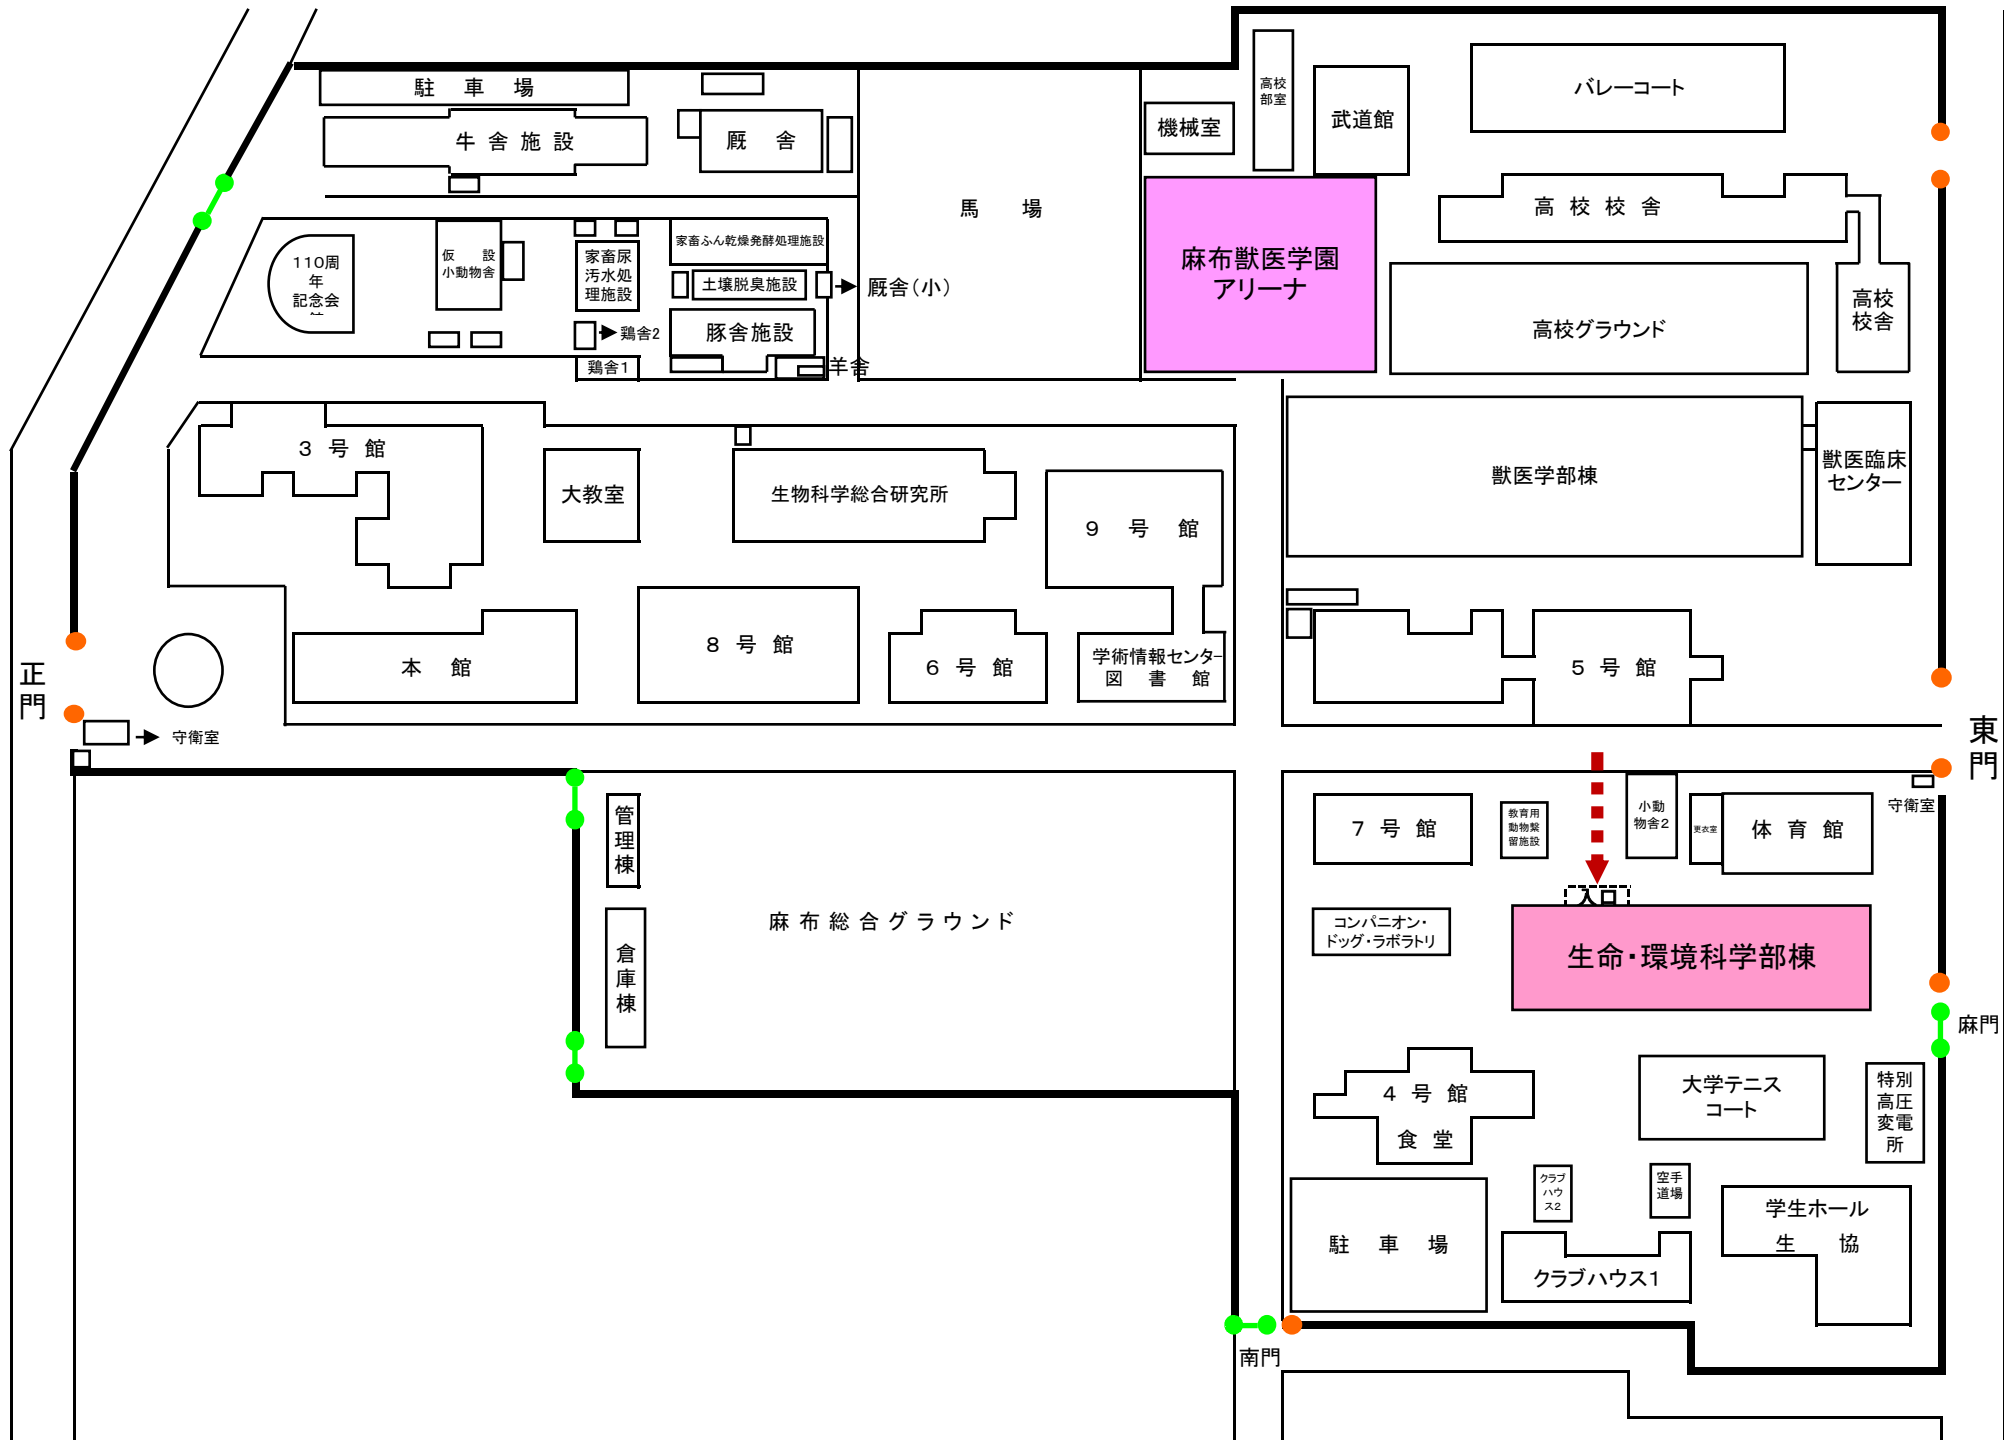 駐 車 場
牛 舎 施 設
厩 舎
馬 場
機械室
高校
部室
武道館
バレーコート
高 校 校 舎
麻布獣医学園
アリーナ
高校グラウンド
高校
校舎
110周
年
記念会
仮 設
小動物舎
家畜尿
汚水処
理施設
家畜ふん乾燥発酵処理施設
土壌脱臭施設
厩舎(小)
鶏舎2
豚舎施設
鶏舎1
羊舎
3 号 館
大教室
生物科学総合研究所
9 号 館
獣医学部棟
獣医臨床
センター
正門
本 館
8 号 館
6 号 館
学術情報センター
図 書 館
5 号 館
東門
守衛室
守衛室
管理棟
倉庫棟
麻布総合グラウンド
7 号 館
教育用
動物繋
留施設
小動
物舎2
更衣室
体 育 館
入口
コンパニオン・
ドッグ・ラボラトリ
生命・環境科学部棟
麻門
4 号 館
食 堂
大学テニス
コート
特別
高圧
変電
所
クラブ
ハウ
ス2
空手
道場
駐 車 場
クラブハウス1
学生ホール
生 協
南門